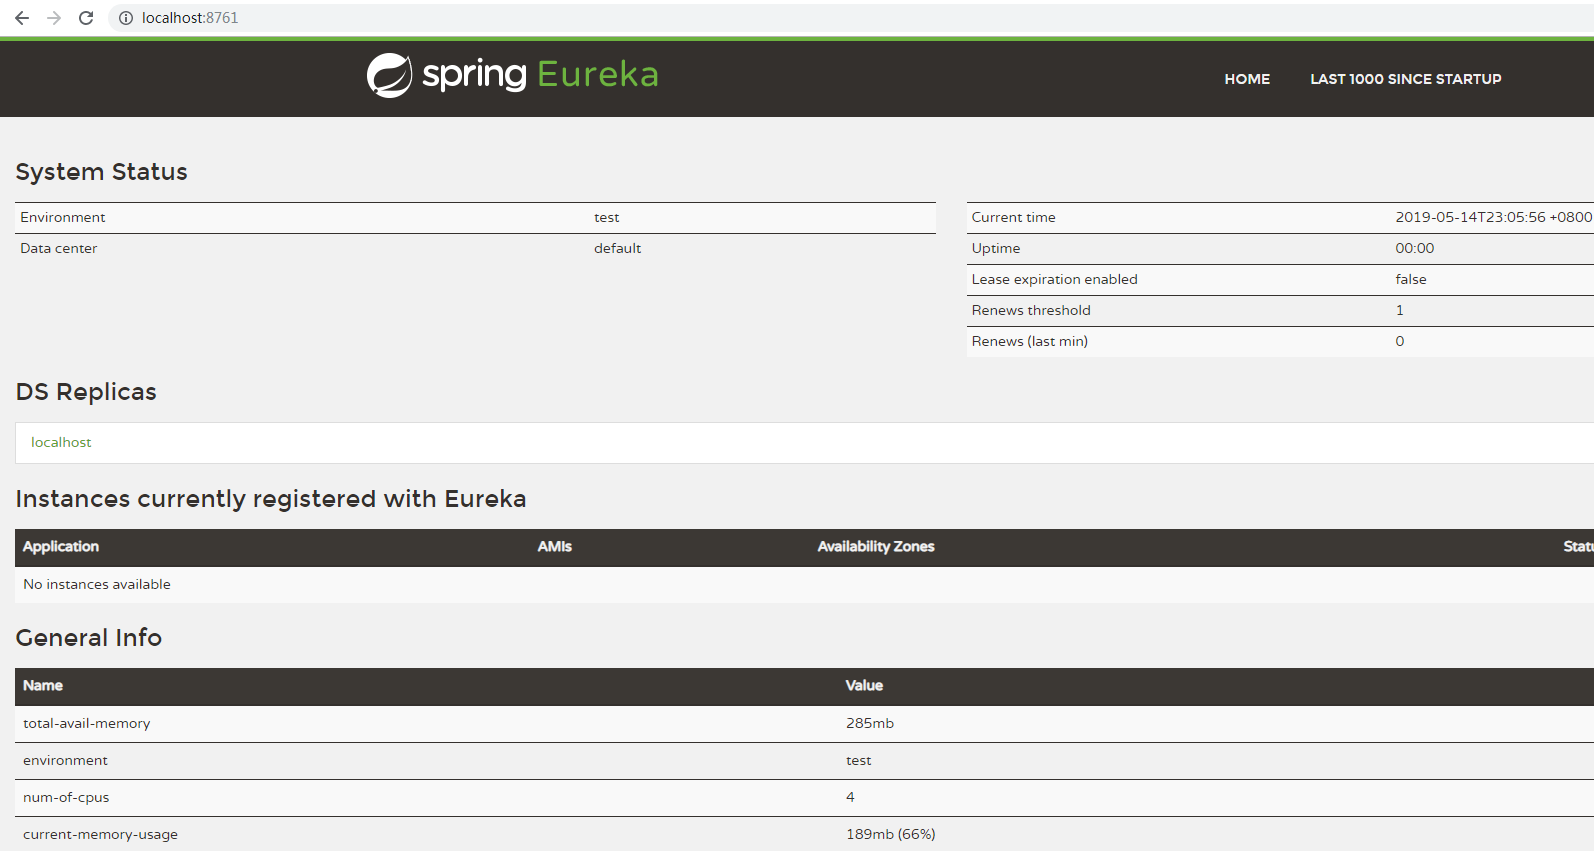 localhost:8761
spring Eureka
HOME LAST 1000 SINCE STARTUP
System Status
Environment test
Data center default
Current time 2019-05-14T23:05:56 +0800
Uptime 00:00
Lease expiration enabled false
Renews threshold 1
Renews (last min) 0
DS Replicas
localhost
Instances currently registered with Eureka
Application AMIs Availability Zones
No instances available
General Info
Name Value
total-avail-memory 285mb
environment test
num-of-cpus 4
current-memory-usage 189mb (66%)